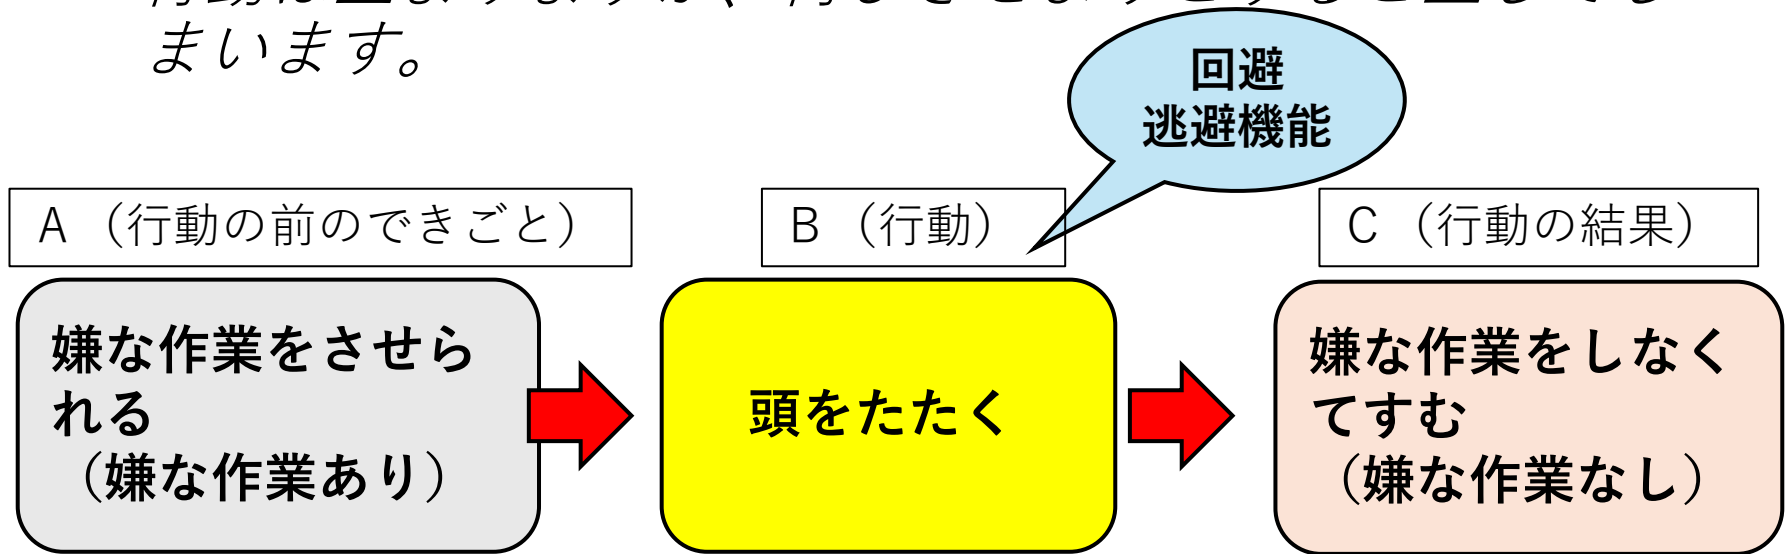 まいます。
回避
逃避機能
A（行動の前のできごと）
B（行動）
C（行動の結果）
嫌な作業をさせら
れる
（嫌な作業あり）
頭をたたく
嫌な作業をしなく
てすむ
（嫌な作業なし）